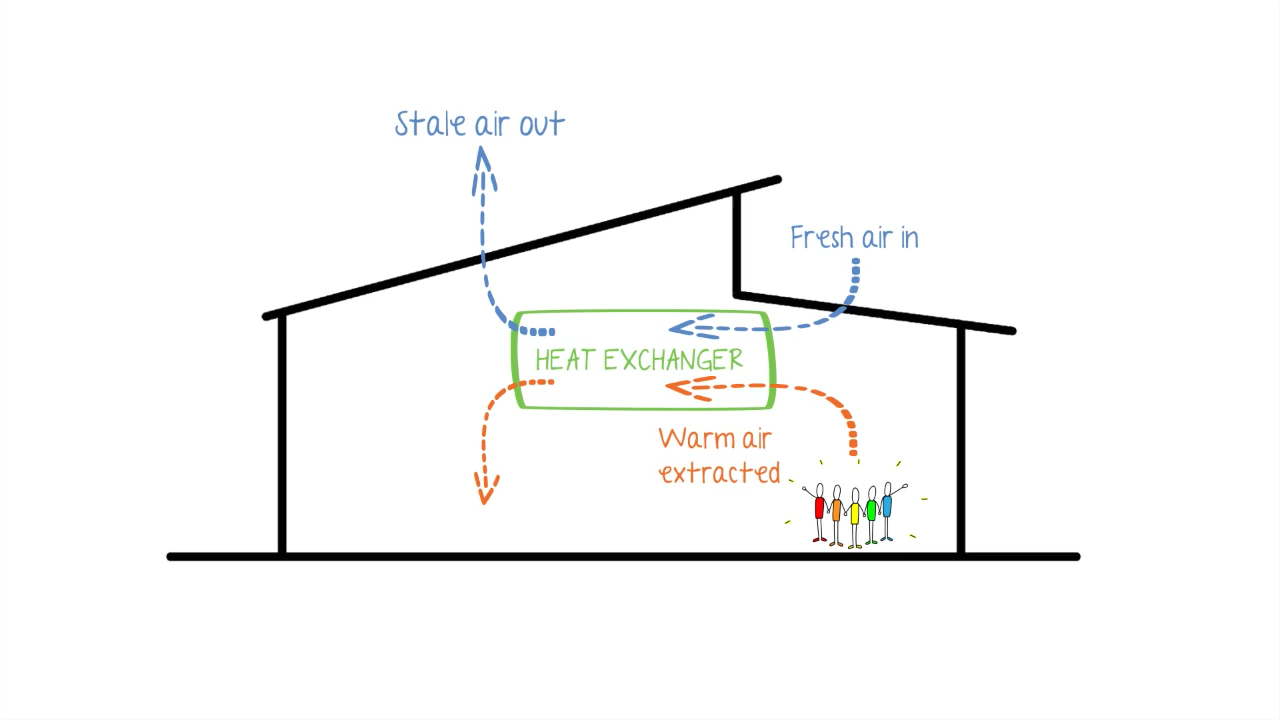 Stale air out
Fresh air in
HEAT EXCHANGER
Warm air
extracted